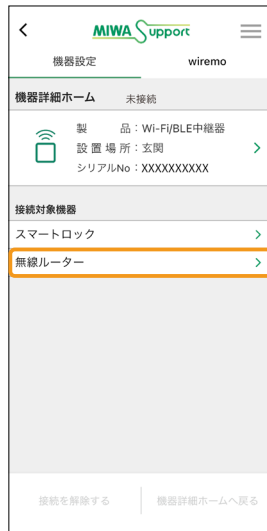 MIWA Support
機器設定 wiremo
機器詳細ホーム 未接続
製 品：Wi-Fi/BLE中継器
設置場所：玄関
シリアルNo：XXXXXXXXXX
接続対象機器
スマートロック
無線ルーター
接続を解除する 機器詳細ホームへ戻る